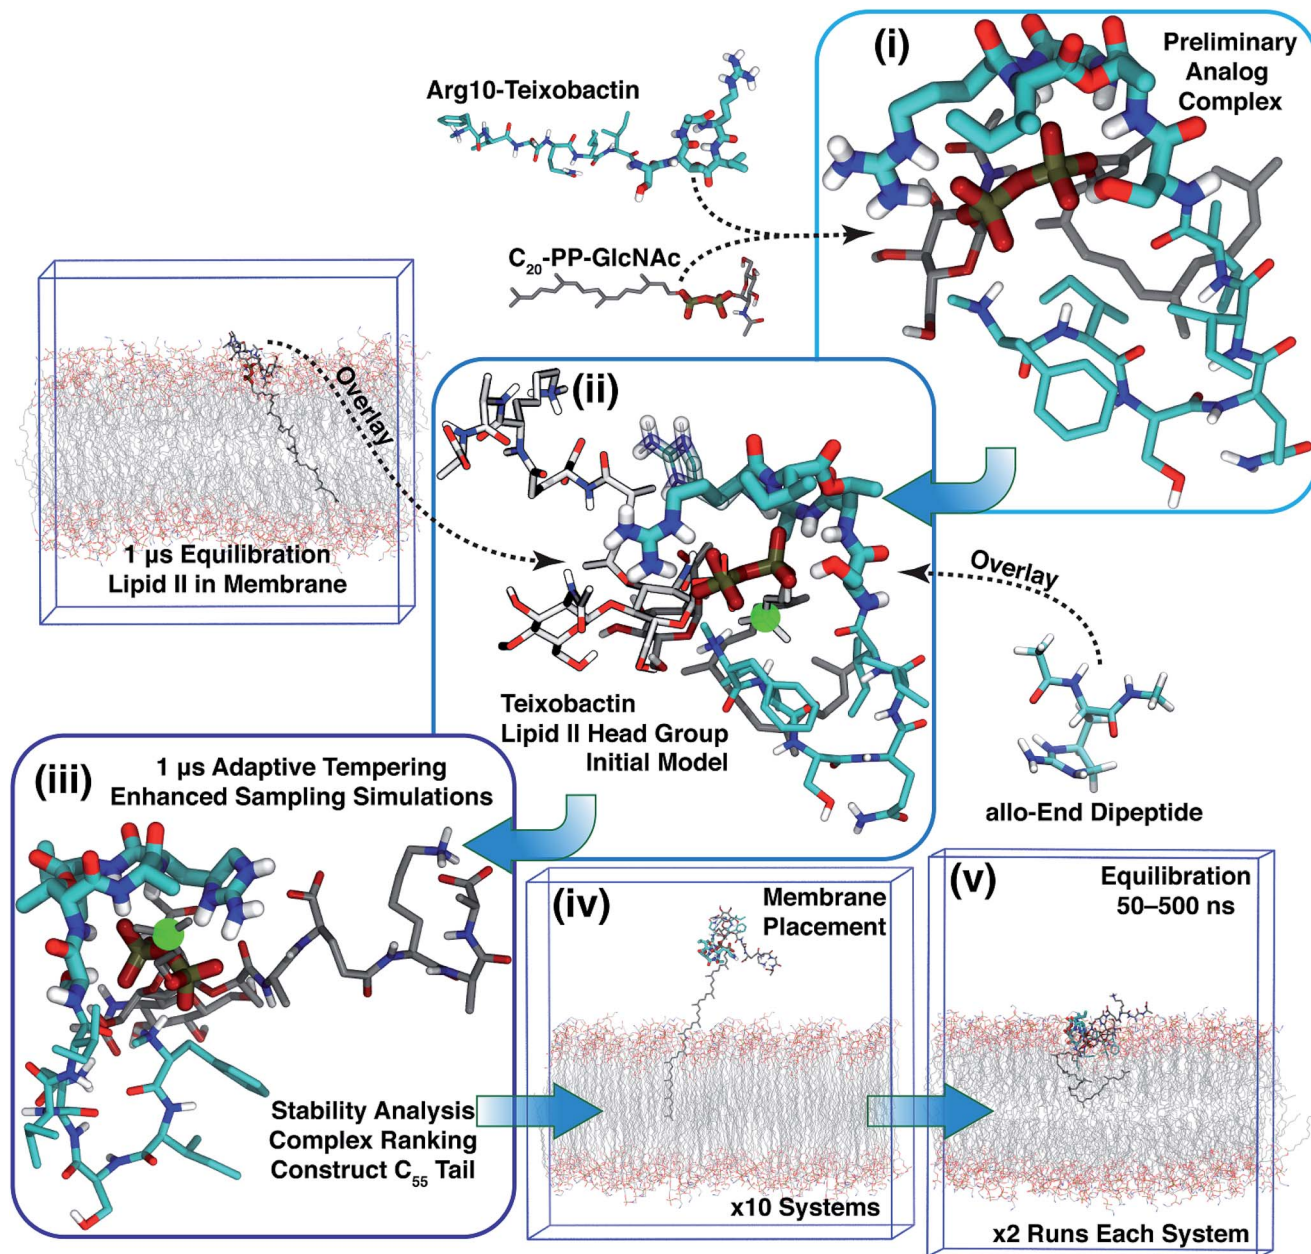 Arg10-Teixobactin
C20-PP-GlcNAc
(i)
Preliminary
Analog
Complex
1 µs Equilibration
Lipid II in Membrane
Overlay
(ii)
Teixobactin
Lipid II Head Group
Initial Model
Overlay
allo-End Dipeptide
(iii)
1 µs Adaptive Tempering
Enhanced Sampling Simulations
Stability Analysis
Complex Ranking
Construct C55 Tail
(iv)
Membrane
Placement
x10 Systems
(v)
Equilibration
50–500 ns
x2 Runs Each System